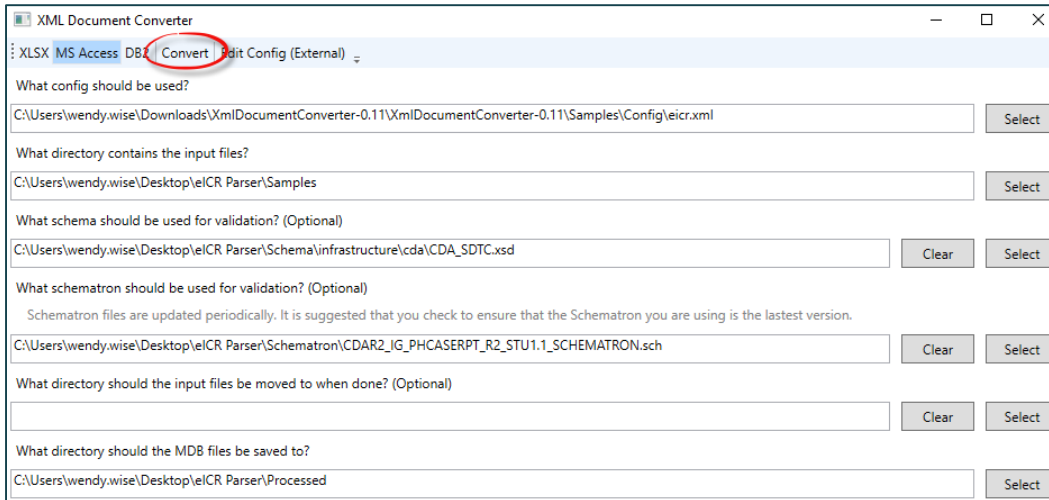 XML Document Converter
XLSX MS Access DB2 Convert Edit Config (External)
What config should be used?
C:\Users\wendy.wise\Downloads\XmlDocumentConverter-0.11\XmlDocumentConverter-0.11\Samples\Config\eicr.xml Select
What directory contains the input files?
C:\Users\wendy.wise\Desktop\eICR Parser\Samples Select
What schema should be used for validation? (Optional)
C:\Users\wendy.wise\Desktop\eICR Parser\Schema\infrastructure\cda\CDA_SDTC.xsd Clear Select
What schematron should be used for validation? (Optional)
Schematron files are updated periodically. It is suggested that you check to ensure that the Schematron you are using is the lastest version.
C:\Users\wendy.wise\Desktop\eICR Parser\Schematron\CDAR2_IG_PHCASERPT_R2_STU1.1_SCHEMATRON.sch Clear Select
What directory should the input files be moved to when done? (Optional)
Clear Select
What directory should the MDB files be saved to?
C:\Users\wendy.wise\Desktop\eICR Parser\Processed Select